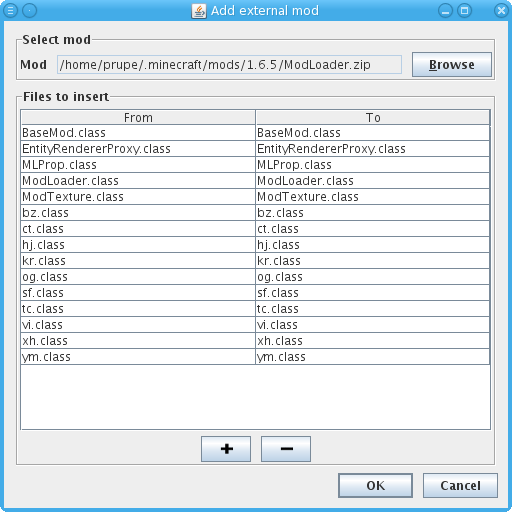 Add external mod
Select mod
Mod /home/prupe/.minecraft/mods/1.6.5/ModLoader.zip Browse
Files to insert
From To
BaseMod.class BaseMod.class
EntityRendererProxy.class EntityRendererProxy.class
MLProp.class MLProp.class
ModLoader.class ModLoader.class
ModTexture.class ModTexture.class
bz.class bz.class
ct.class ct.class
hj.class hj.class
kr.class kr.class
og.class og.class
sf.class sf.class
tc.class tc.class
vi.class vi.class
xh.class xh.class
ym.class ym.class
+ −
OK Cancel